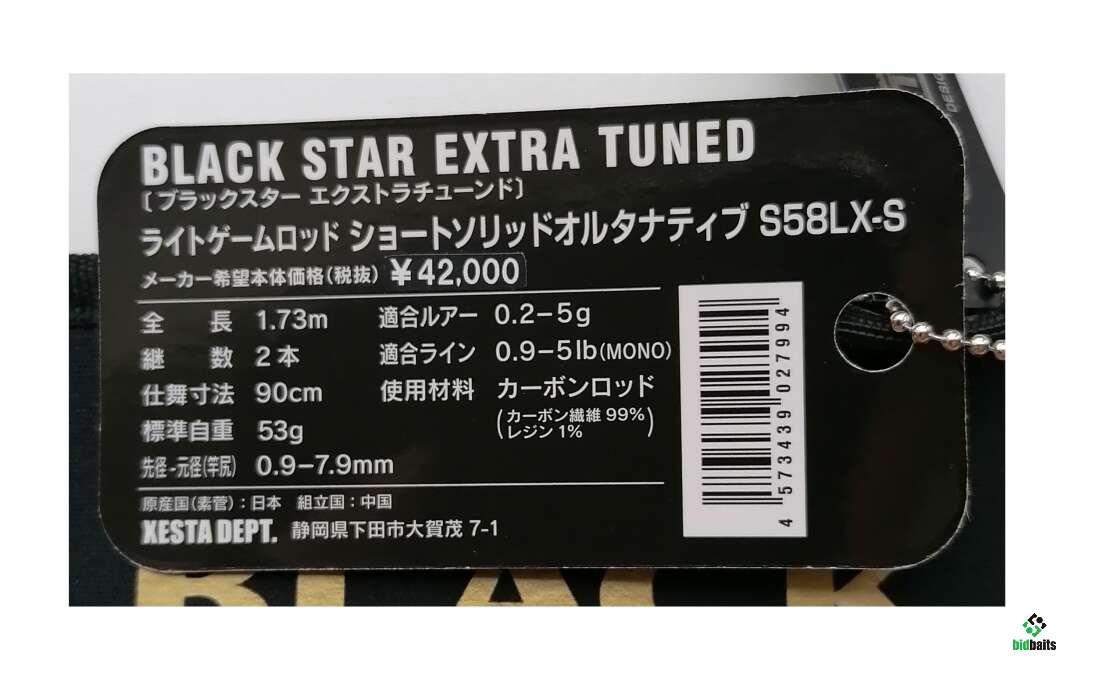 BLACK STAR EXTRA TUNED
〔ブラックスター エクストラチューンド〕
ライトゲームロッド ショートソリッドオルタナティブ S58LX-S
メーカー希望本体価格(税抜) ¥42,000
全 長 1.73m 適合ルアー 0.2-5g
継 数 2本 適合ライン 0.9-5lb(MONO)
仕舞寸法 90cm 使用材料 カーボンロッド
(カーボン繊維 99%
レジン 1%)
標準自重 53g
先径-元径(竿尻) 0.9-7.9mm
原産国(素菅):日本 組立国:中国
XESTA DEPT. 静岡県下田市大賀茂 7-1
4 573439 027994
DESIG
BLACK
bidbaits